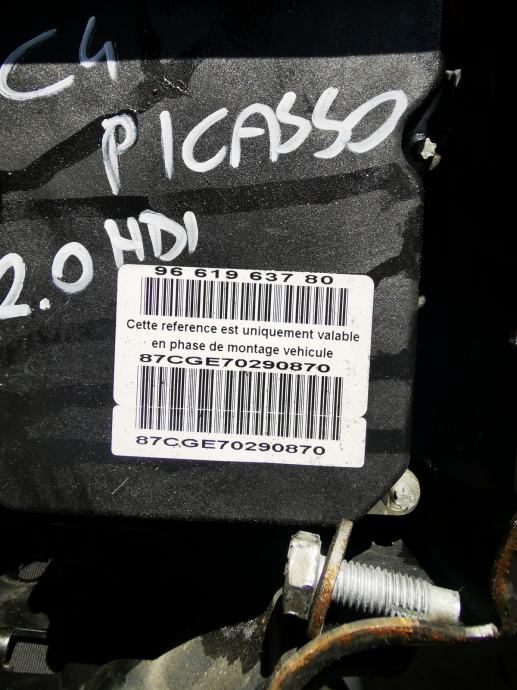 C4
PICASSO
2.0 HDI
96 619 637 80
Cette reference est uniquement valable
en phase de montage vehicule
87CGE70290870
87CGE70290870